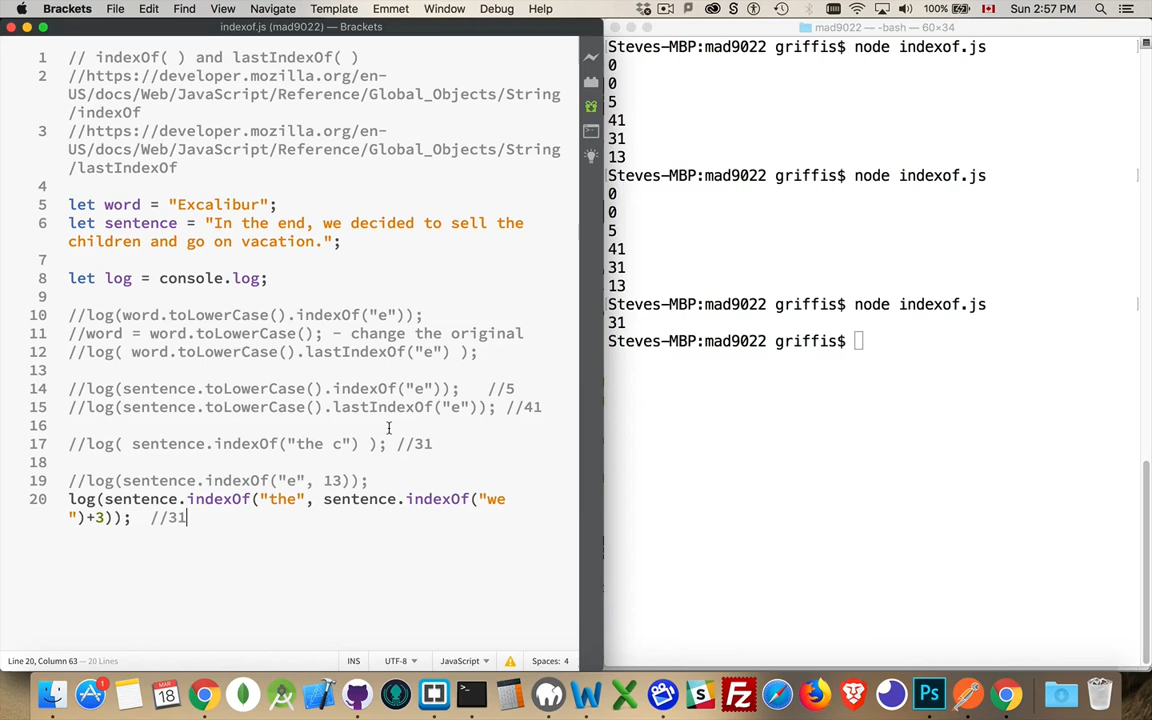 Brackets File Edit Find View Navigate Template Emmet Window Debug Help 100% Sun 2:57 PM
indexof.js (mad9022) — Brackets
mad9022 — -bash — 60×34
1 // indexOf( ) and lastIndexOf( )
2 //https://developer.mozilla.org/en-
US/docs/Web/JavaScript/Reference/Global_Objects/String
/indexOf
3 //https://developer.mozilla.org/en-
US/docs/Web/JavaScript/Reference/Global_Objects/String
/lastIndexOf
4
5 let word = "Excalibur";
6 let sentence = "In the end, we decided to sell the
children and go on vacation.";
7
8 let log = console.log;
9
10 //log(word.toLowerCase().indexOf("e"));
11 //word = word.toLowerCase(); - change the original
12 //log( word.toLowerCase().lastIndexOf("e") );
13
14 //log(sentence.toLowerCase().indexOf("e"));   //5
15 //log(sentence.toLowerCase().lastIndexOf("e")); //41
16
17 //log( sentence.indexOf("the c") ); //31
18
19 //log(sentence.indexOf("e", 13));
20 log(sentence.indexOf("the", sentence.indexOf("we
")+3));  //31
Line 20, Column 63 — 20 Lines
INS UTF-8 JavaScript Spaces: 4
Steves-MBP:mad9022 griffis$ node indexof.js
0
0
5
41
31
13
Steves-MBP:mad9022 griffis$ node indexof.js
0
0
5
41
31
13
Steves-MBP:mad9022 griffis$ node indexof.js
31
Steves-MBP:mad9022 griffis$
MAR
18
Ps